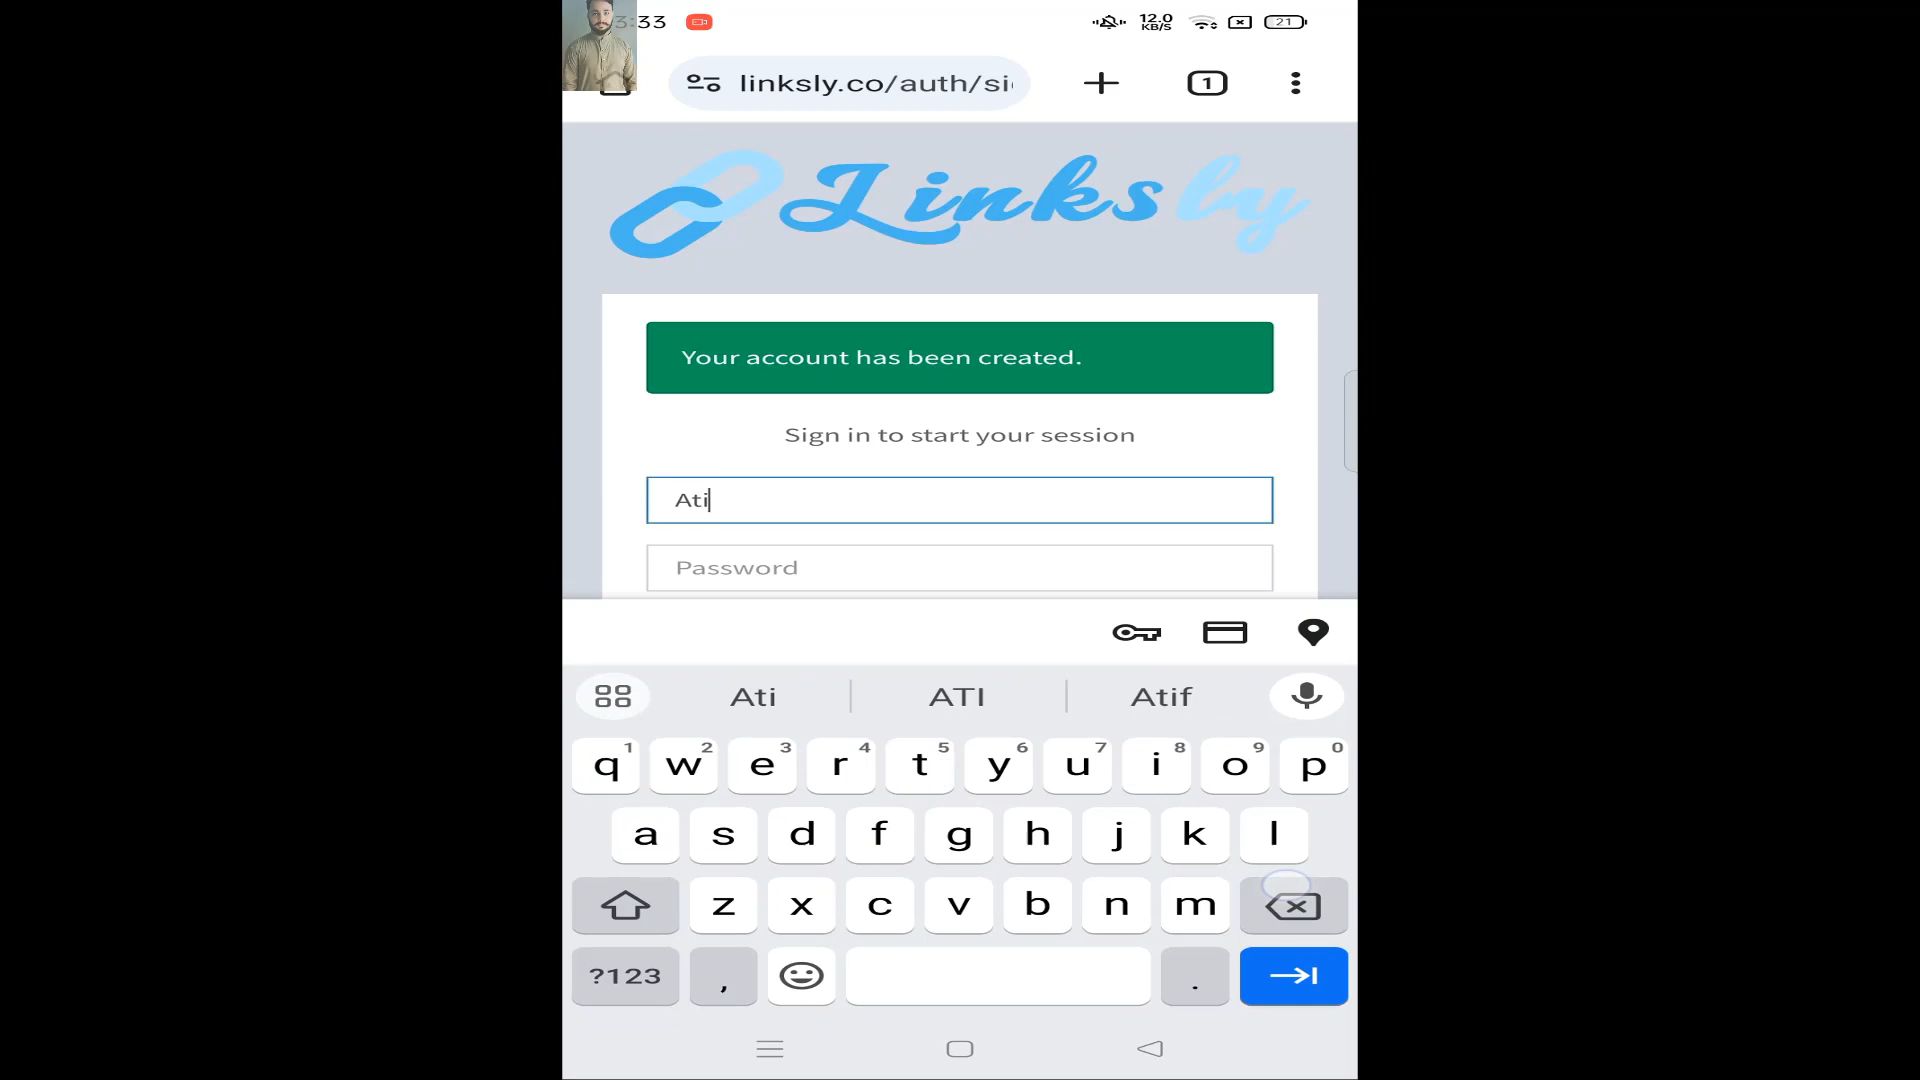 3:33
12.0
KB/S
21
linksly.co/auth/si
1
Linksly
Your account has been created.
Sign in to start your session
Ati
Password
Ati ATI Atif
q1 w2 e3 r4 t5 y6 u7 i8 o9 p0
a s d f g h j k l
z x c v b n m
?123 , .